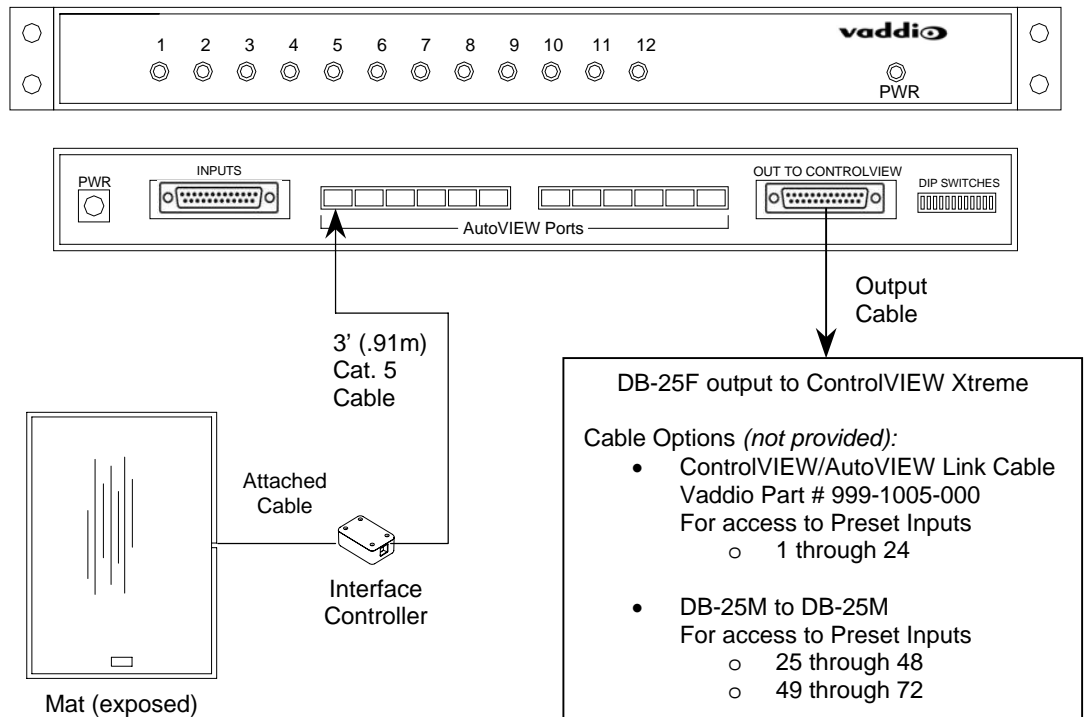 1 2 3 4 5 6 7 8 9 10 11 12
vaddio
PWR
PWR
INPUTS
AutoVIEW Ports
OUT TO CONTROLVIEW
DIP SWITCHES
Output
Cable
3’ (.91m)
Cat. 5
Cable
Attached
Cable
Interface
Controller
Mat (exposed)
DB-25F output to ControlVIEW Xtreme
Cable Options (not provided):
• ControlVIEW/AutoVIEW Link Cable
Vaddio Part # 999-1005-000
For access to Preset Inputs
o 1 through 24
• DB-25M to DB-25M
For access to Preset Inputs
o 25 through 48
o 49 through 72